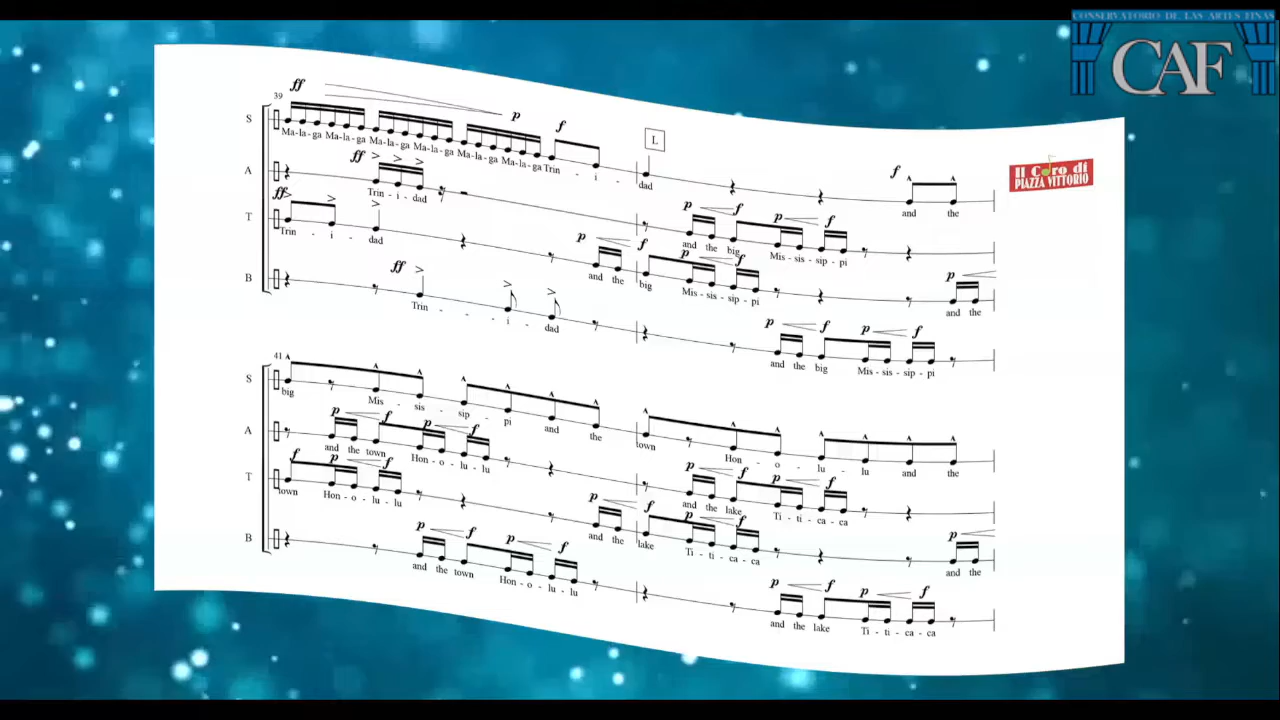 CONSERVATORIO DE LAS ARTES FINAS
CAF
Il Coro di
PIAZZA VITTORIO
39
ff p f
S
Ma-la-ga Ma-la-ga Ma-la-ga Ma-la-ga Ma-la-ga Ma-la-ga Trin - i - dad
L
f
and the
A
ff
Trin - i - dad
p f p f
and the big Mis - sis - sip - pi
T
ff
Trin - i - dad
p f p f
and the big Mis - sis - sip - pi
p
and the
B
ff
Trin - - - i - dad
p f p f
and the big Mis - sis - sip - pi
41
S
big Mis - sis - sip - pi and the town Hon - o - lu - lu and the
A
p f p f
and the town Hon - o - lu - lu
p f p f
and the lake Ti - ti - ca - ca
T
f p f
town Hon - o - lu - lu
p f p f
and the lake Ti - ti - ca - ca
p
and the
B
p f p f
and the town Hon - o - lu - lu
p f p f
and the lake Ti - ti - ca - ca